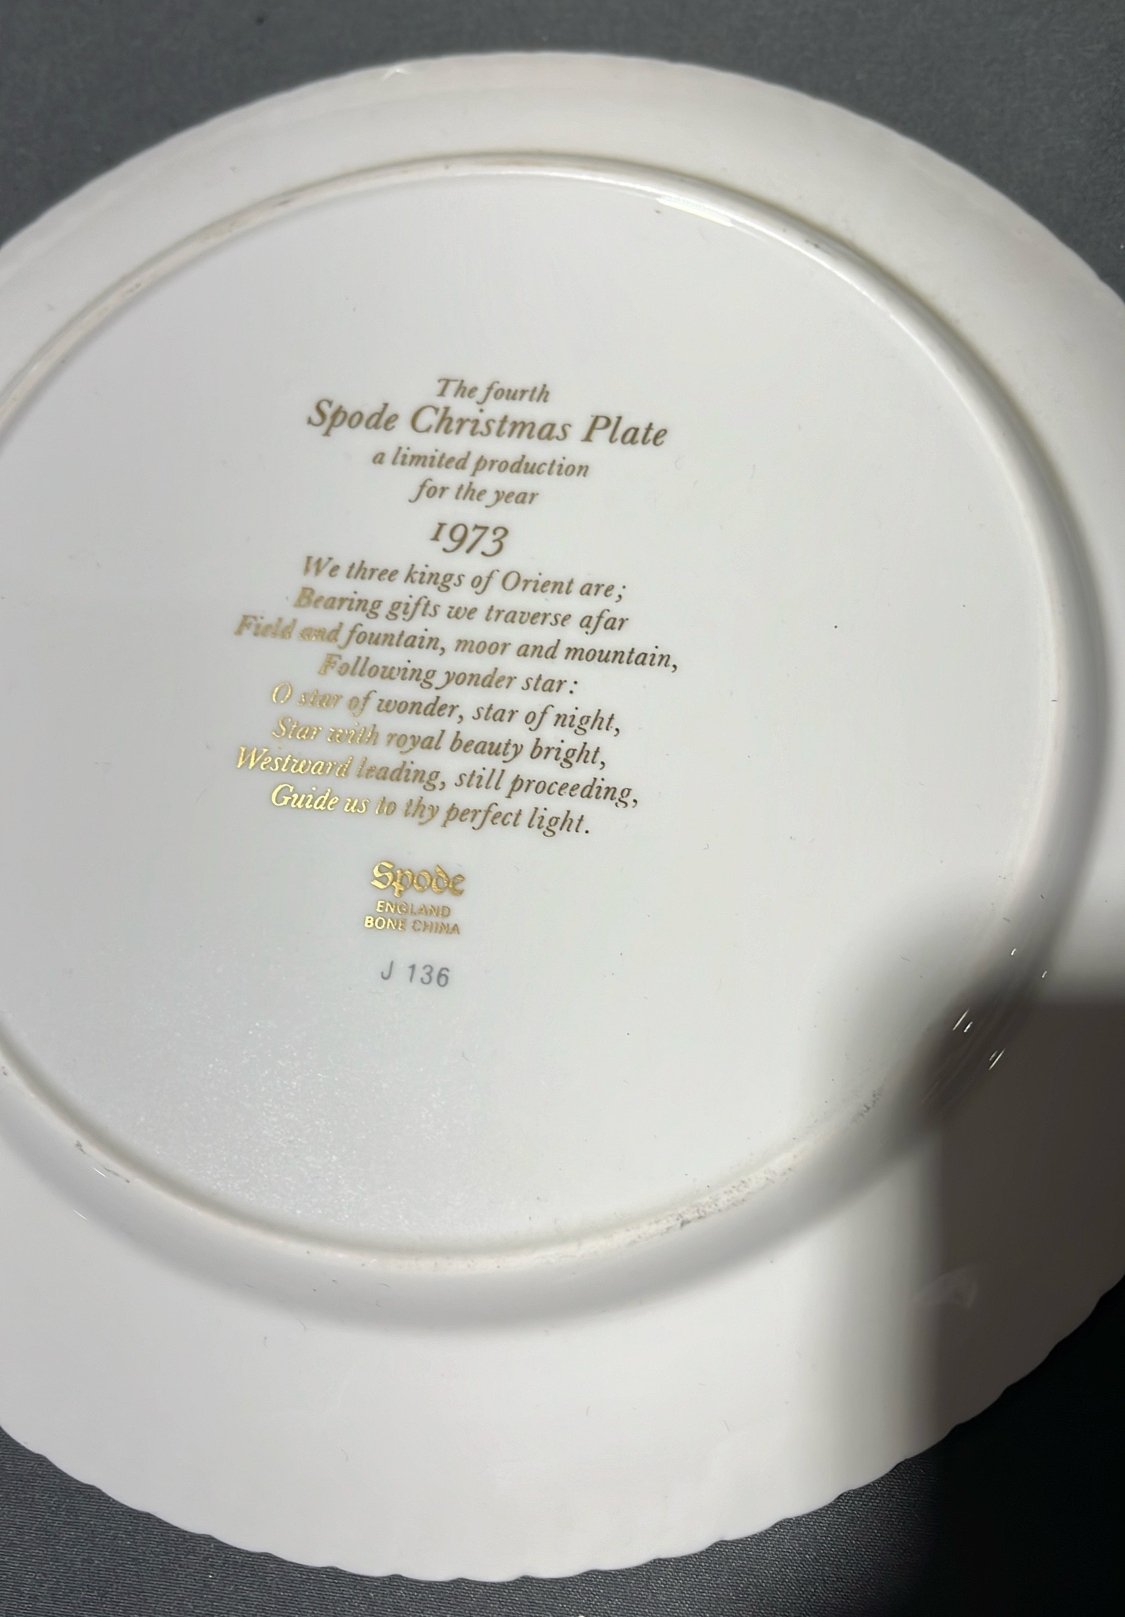 The fourth
Spode Christmas Plate
a limited production
for the year
1973
We three kings of Orient are;
Bearing gifts we traverse afar
Field and fountain, moor and mountain,
Following yonder star:
O star of wonder, star of night,
Star with royal beauty bright,
Westward leading, still proceeding,
Guide us to thy perfect light.
Spode
ENGLAND
BONE CHINA
J 136